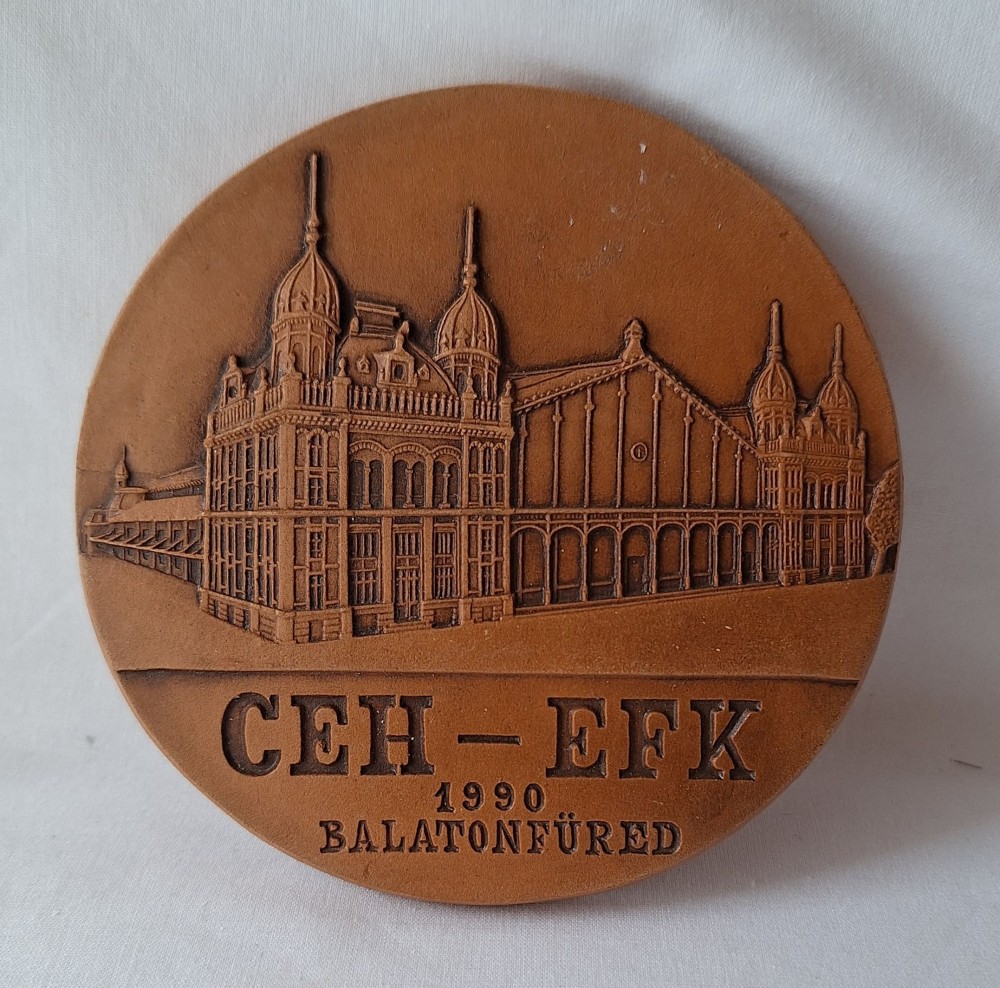 CEH — EFK
1990
BALATONFÜRED